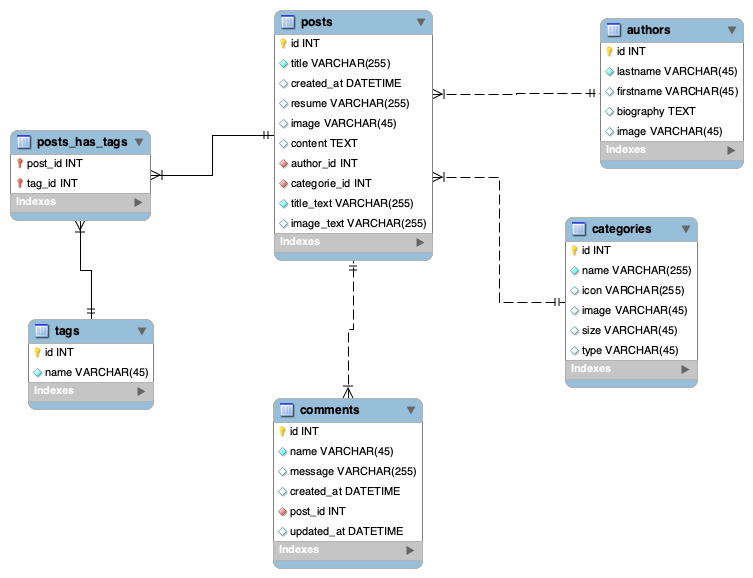 posts
id INT
title VARCHAR(255)
created_at DATETIME
resume VARCHAR(255)
image VARCHAR(45)
content TEXT
author_id INT
categorie_id INT
title_text VARCHAR(255)
image_text VARCHAR(255)
Indexes
authors
id INT
lastname VARCHAR(45)
firstname VARCHAR(45)
biography TEXT
image VARCHAR(45)
Indexes
posts_has_tags
post_id INT
tag_id INT
Indexes
categories
id INT
name VARCHAR(255)
icon VARCHAR(255)
image VARCHAR(45)
size VARCHAR(45)
type VARCHAR(45)
Indexes
tags
id INT
name VARCHAR(45)
Indexes
comments
id INT
name VARCHAR(45)
message VARCHAR(255)
created_at DATETIME
post_id INT
updated_at DATETIME
Indexes